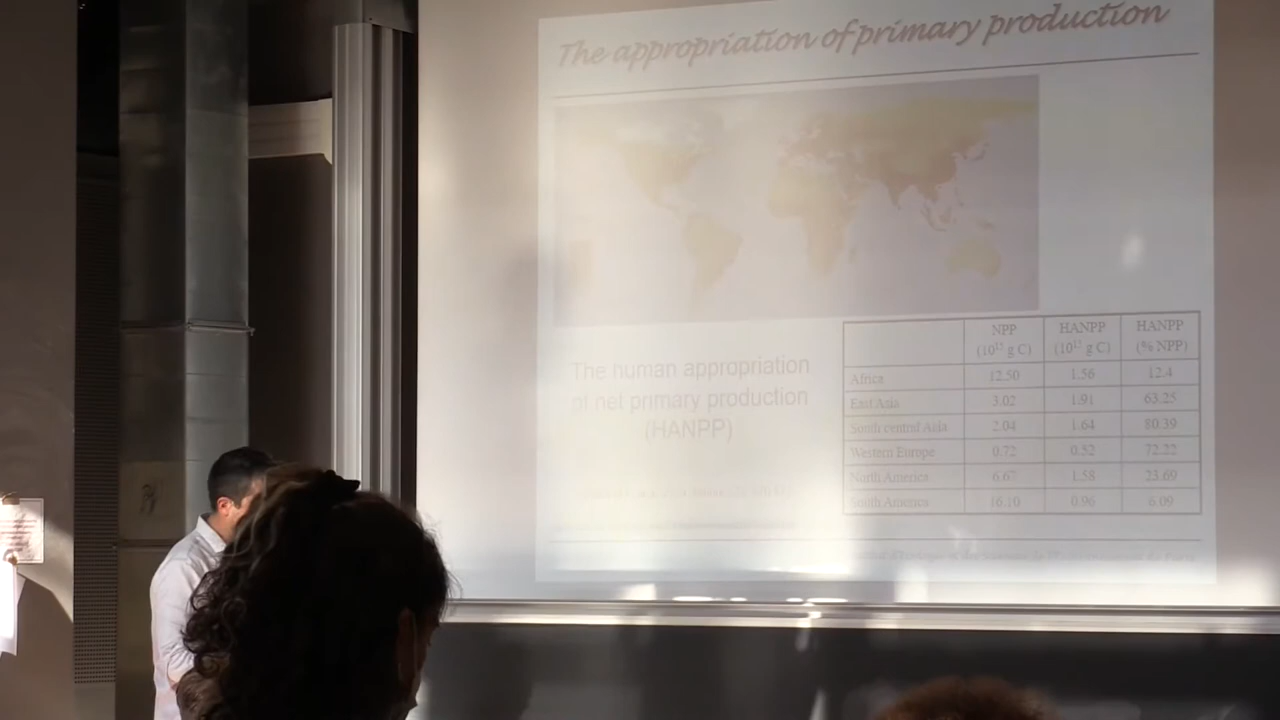 The appropriation of primary production
The human appropriation
of net primary production
(HANPP)
NPP HANPP HANPP
(10¹⁵ g C) (10¹⁵ g C) (% NPP)
Africa 12.50 1.56 12.4
East Asia 3.02 1.91 63.25
South central Asia 2.04 1.64 80.39
Western Europe 0.72 0.52 72.22
North America 6.67 1.58 23.69
South America 16.10 0.96 6.09